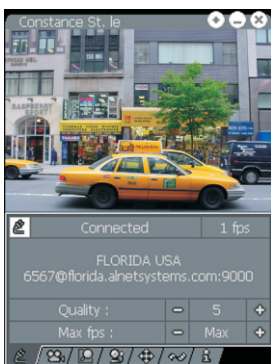 Constance St. le
Connected 1 fps
FLORIDA USA
6567@florida.alnetsystems.com:9000
Quality : 5
Max fps : Max